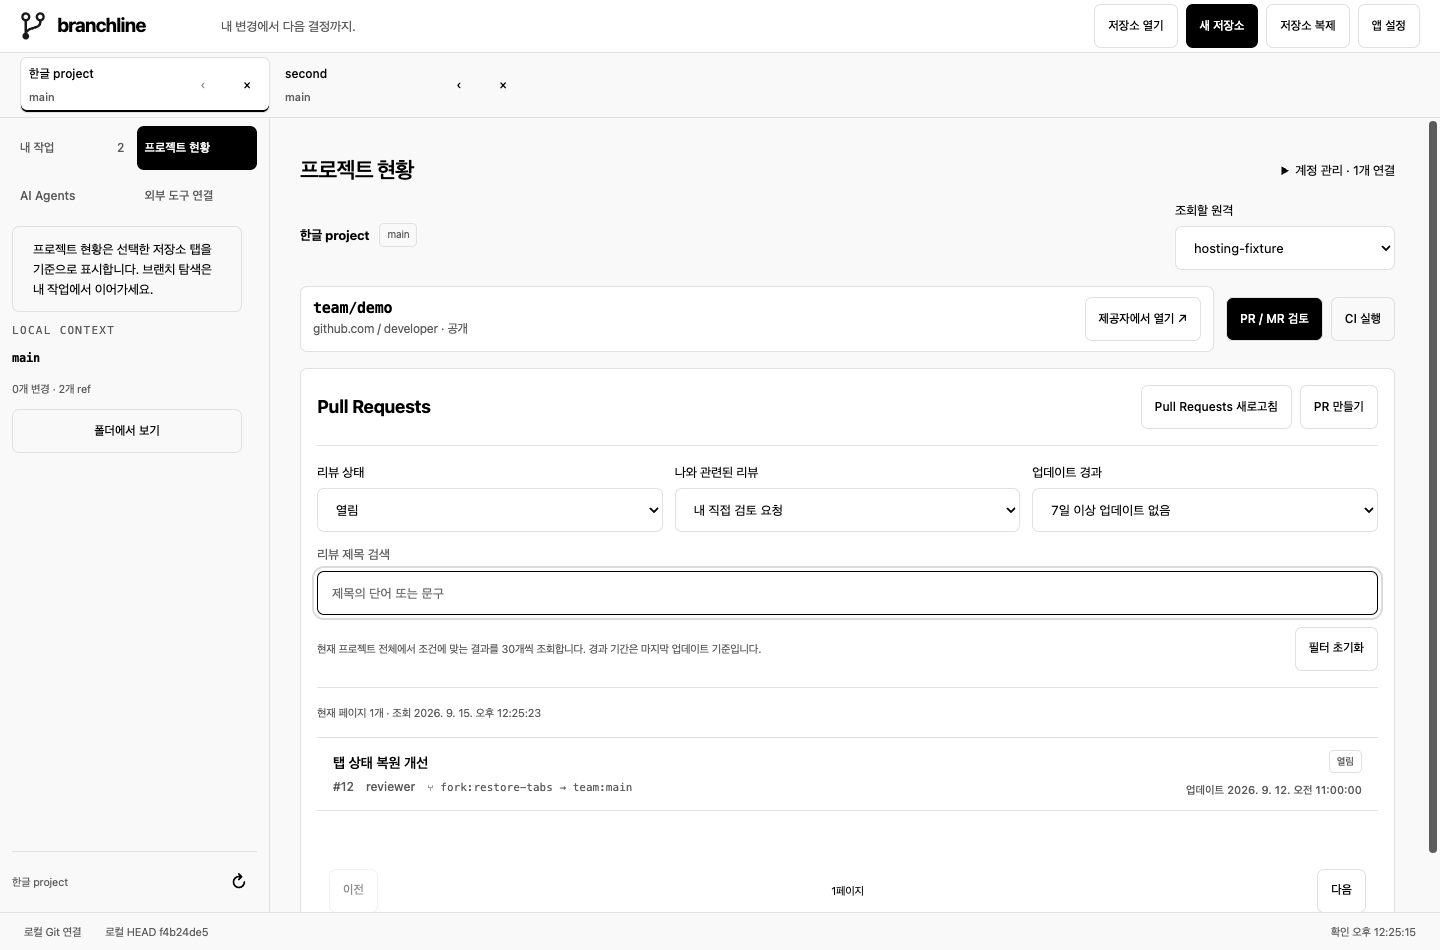 branchline
내 변경에서 다음 결정까지.
저장소 열기
새 저장소
저장소 복제
앱 설정
한글 project
main
‹
×
second
main
‹
×
내 작업
2
프로젝트 현황
AI Agents
외부 도구 연결
프로젝트 현황은 선택한 저장소 탭을
기준으로 표시합니다. 브랜치 탐색은
내 작업에서 이어가세요.
LOCAL CONTEXT
main
0개 변경 · 2개 ref
폴더에서 보기
한글 project
프로젝트 현황
▶ 계정 관리 · 1개 연결
한글 project
main
조회할 원격
hosting-fixture
team/demo
github.com / developer · 공개
제공자에서 열기 ↗
PR / MR 검토
CI 실행
Pull Requests
Pull Requests 새로고침
PR 만들기
리뷰 상태
나와 관련된 리뷰
업데이트 경과
열림
내 직접 검토 요청
7일 이상 업데이트 없음
리뷰 제목 검색
제목의 단어 또는 문구
현재 프로젝트 전체에서 조건에 맞는 결과를 30개씩 조회합니다. 경과 기간은 마지막 업데이트 기준입니다.
필터 초기화
현재 페이지 1개 · 조회 2026. 9. 15. 오후 12:25:23
탭 상태 복원 개선
열림
#12 reviewer ⑂ fork:restore-tabs → team:main
업데이트 2026. 9. 12. 오전 11:00:00
이전
1페이지
다음
로컬 Git 연결
로컬 HEAD f4b24de5
확인 오후 12:25:15